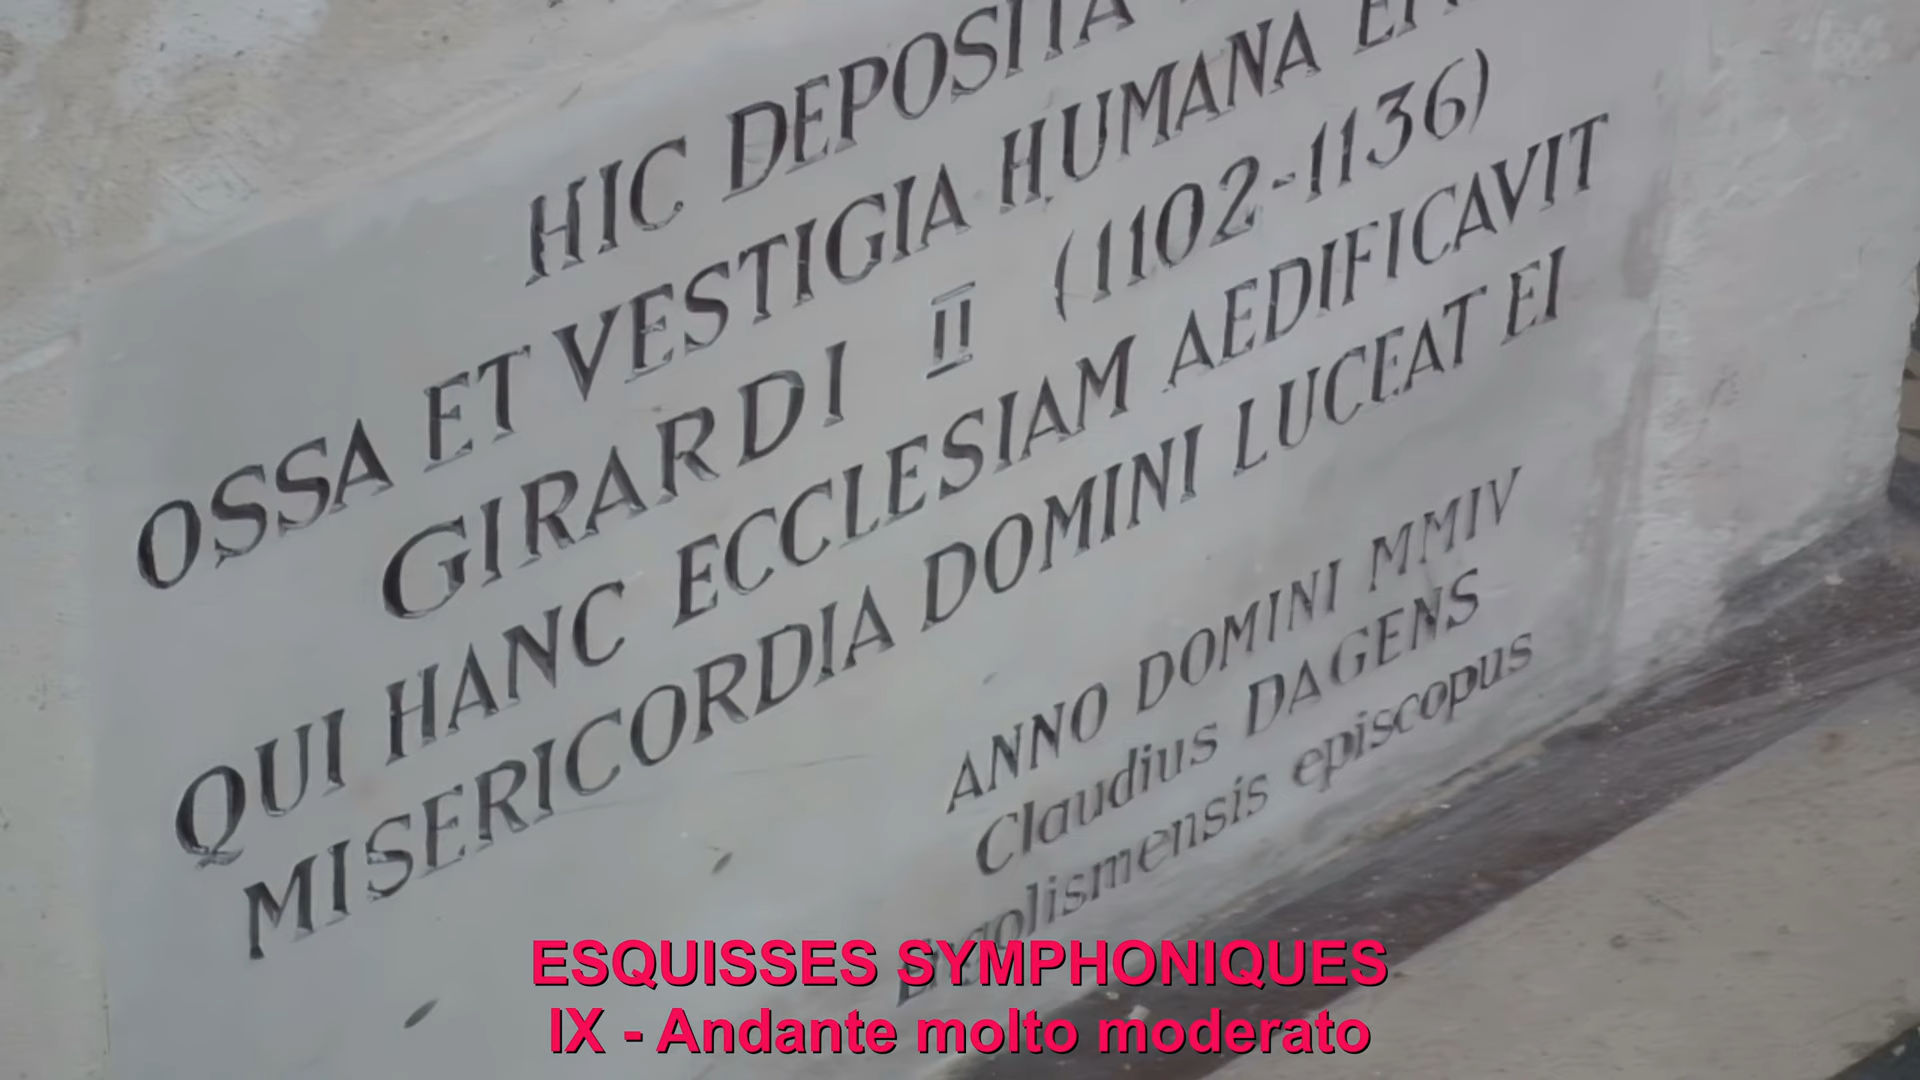 HIC DEPOSITA
OSSA ET VESTIGIA HUMANA
GIRARDI II (1102-1136)
QUI HANC ECCLESIAM AEDIFICAVIT
MISERICORDIA DOMINI LUCEAT EI
ANNO DOMINI MMIV
Claudius DAGENS
episcopus
ESQUISSES SYMPHONIQUES
IX - Andante molto moderato